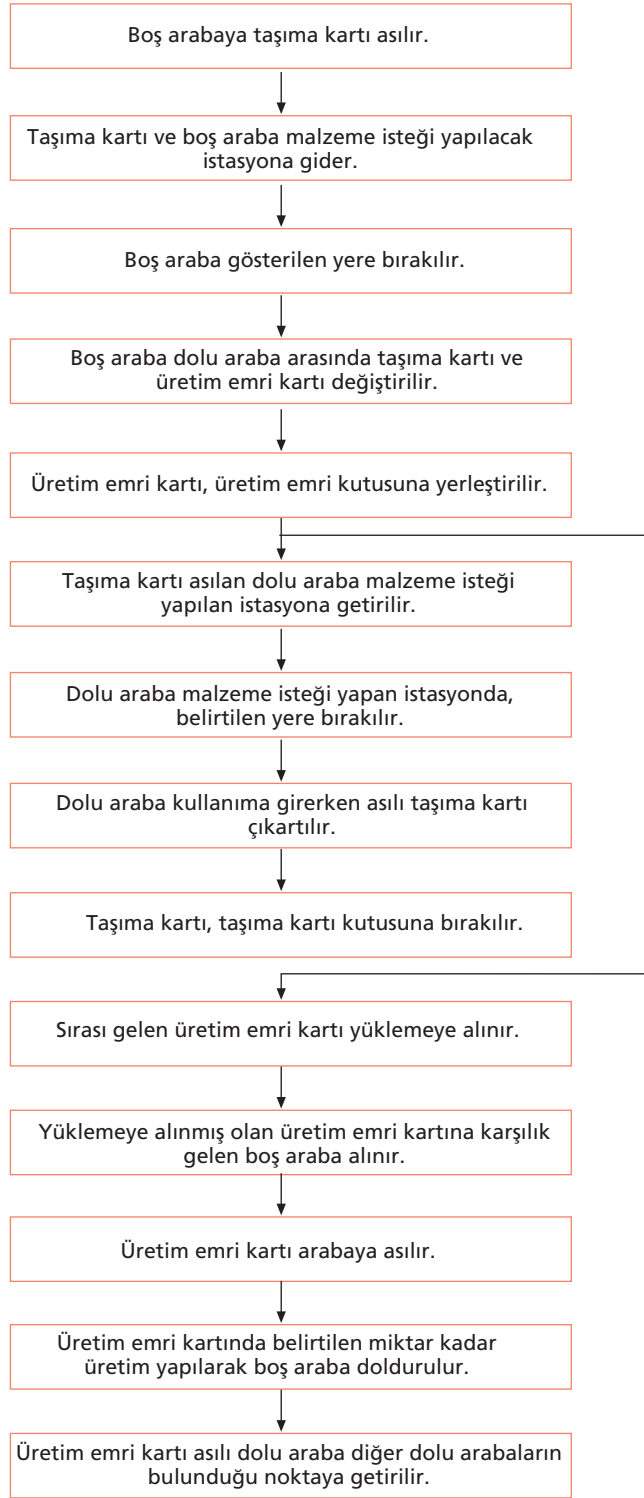 Boş arabaya taşıma kartı asılır.
Taşıma kartı ve boş araba malzeme isteği yapılacak
istasyona gider.
Boş araba gösterilen yere bırakılır.
Boş araba dolu araba arasında taşıma kartı ve
üretim emri kartı değiştirilir.
Üretim emri kartı, üretim emri kutusuna yerleştirilir.
Taşıma kartı asılan dolu araba malzeme isteği
yapılan istasyona getirilir.
Dolu araba malzeme isteği yapan istasyonda,
belirtilen yere bırakılır.
Dolu araba kullanıma girerken asılı taşıma kartı
çıkartılır.
Taşıma kartı, taşıma kartı kutusuna bırakılır.
Sırası gelen üretim emri kartı yüklemeye alınır.
Yüklemeye alınmış olan üretim emri kartına karşılık
gelen boş araba alınır.
Üretim emri kartı arabaya asılır.
Üretim emri kartında belirtilen miktar kadar
üretim yapılarak boş araba doldurulur.
Üretim emri kartı asılı dolu araba diğer dolu arabaların
bulunduğu noktaya getirilir.